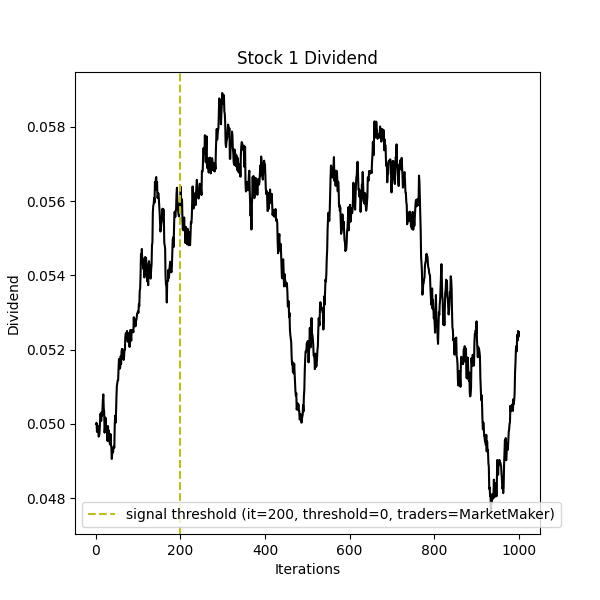 Stock 1 Dividend
Dividend
0.058
0.056
0.054
0.052
0.050
0.048
signal threshold (it=200, threshold=0, traders=MarketMaker)
0 200 400 600 800 1000
Iterations